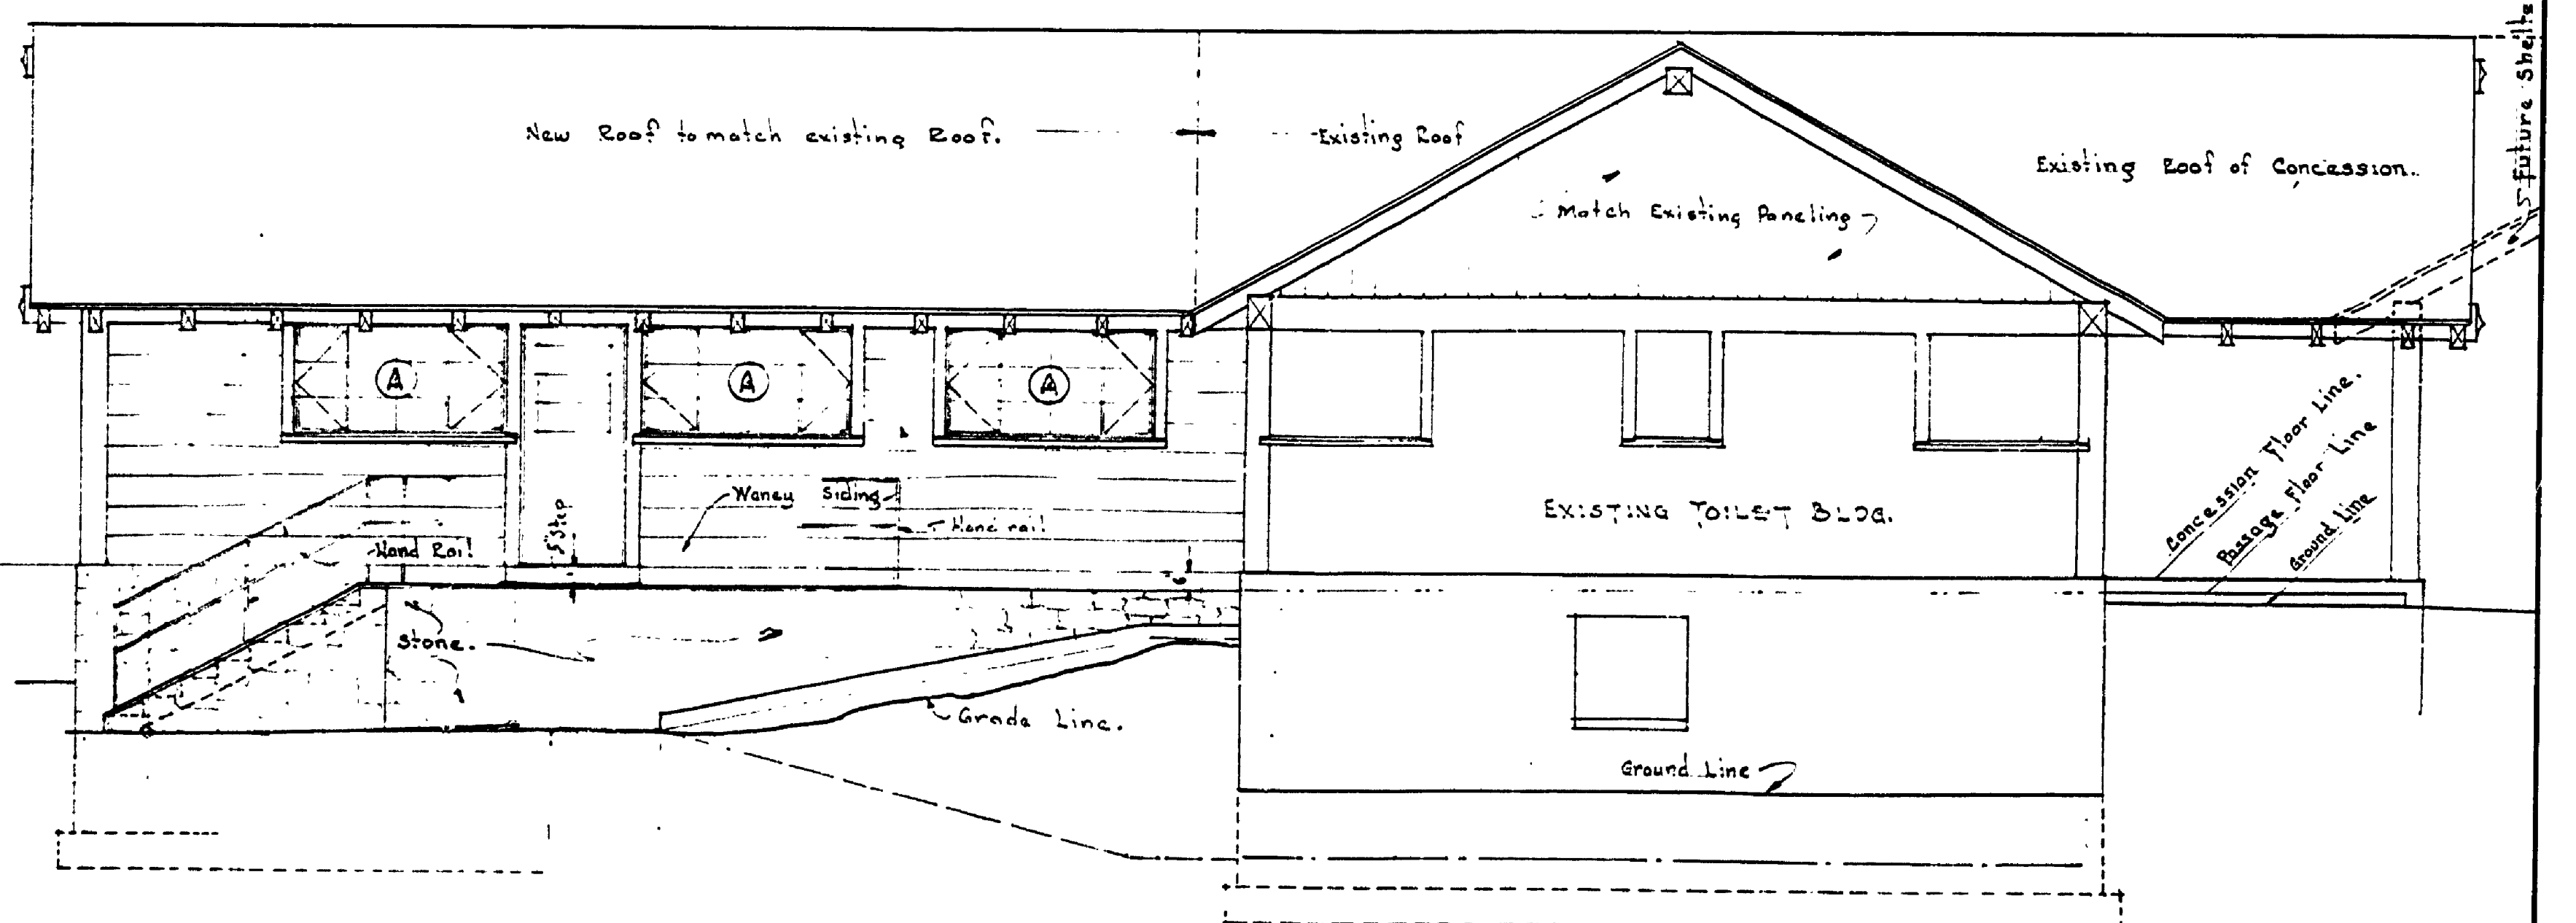 New Roof to match existing Roof.
Existing Roof
Existing Roof of Concession.
Future Shelte
Match Existing Paneling
A
A
A
Waney Siding
Hand rail
Hand Rail
5" Step
6"
EXISTING TOILET BLDG.
Concession Floor Line.
Passage Floor Line
Ground Line
Stone.
Grade Line.
Ground Line